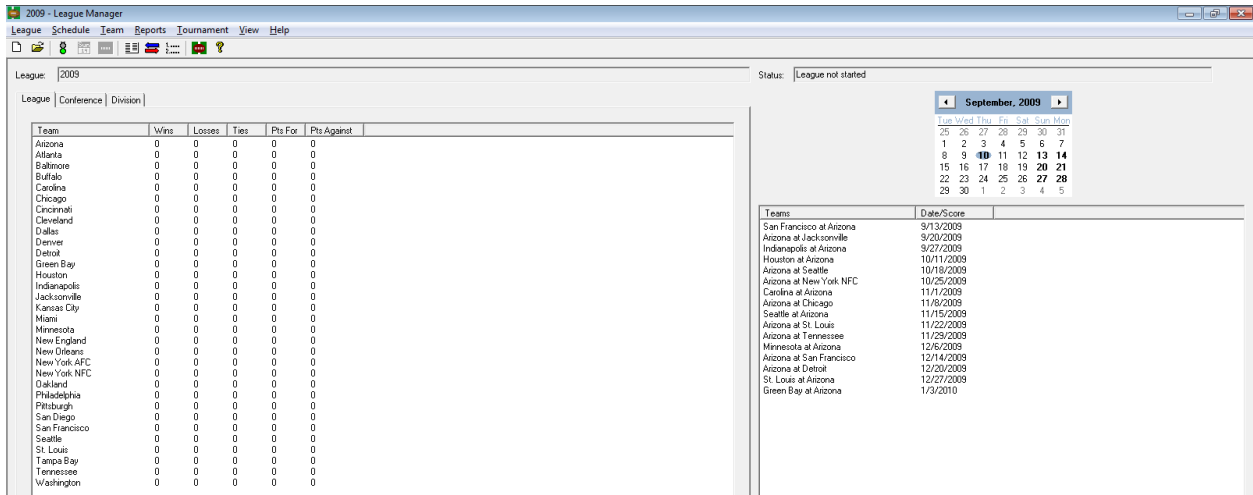 2009 - League Manager
League Schedule Team Reports Tournament View Help
League: 2009
Status: League not started
League Conference Division
Team Wins Losses Ties Pts For Pts Against
Arizona 0 0 0 0 0
Atlanta 0 0 0 0 0
Baltimore 0 0 0 0 0
Buffalo 0 0 0 0 0
Carolina 0 0 0 0 0
Chicago 0 0 0 0 0
Cincinnati 0 0 0 0 0
Cleveland 0 0 0 0 0
Dallas 0 0 0 0 0
Denver 0 0 0 0 0
Detroit 0 0 0 0 0
Green Bay 0 0 0 0 0
Houston 0 0 0 0 0
Indianapolis 0 0 0 0 0
Jacksonville 0 0 0 0 0
Kansas City 0 0 0 0 0
Miami 0 0 0 0 0
Minnesota 0 0 0 0 0
New England 0 0 0 0 0
New Orleans 0 0 0 0 0
New York AFC 0 0 0 0 0
New York NFC 0 0 0 0 0
Oakland 0 0 0 0 0
Philadelphia 0 0 0 0 0
Pittsburgh 0 0 0 0 0
San Diego 0 0 0 0 0
San Francisco 0 0 0 0 0
Seattle 0 0 0 0 0
St. Louis 0 0 0 0 0
Tampa Bay 0 0 0 0 0
Tennessee 0 0 0 0 0
Washington 0 0 0 0 0
September, 2009
Tue Wed Thu Fri Sat Sun Mon
25 26 27 28 29 30 31
1 2 3 4 5 6 7
8 9 10 11 12 13 14
15 16 17 18 19 20 21
22 23 24 25 26 27 28
29 30 1 2 3 4 5
Teams Date/Score
San Francisco at Arizona 9/13/2009
Arizona at Jacksonville 9/20/2009
Indianapolis at Arizona 9/27/2009
Houston at Arizona 10/11/2009
Arizona at Seattle 10/18/2009
Arizona at New York NFC 10/25/2009
Carolina at Arizona 11/1/2009
Arizona at Chicago 11/8/2009
Seattle at Arizona 11/15/2009
Arizona at St. Louis 11/22/2009
Arizona at Tennessee 11/29/2009
Minnesota at Arizona 12/6/2009
Arizona at San Francisco 12/14/2009
Arizona at Detroit 12/20/2009
St. Louis at Arizona 12/27/2009
Green Bay at Arizona 1/3/2010